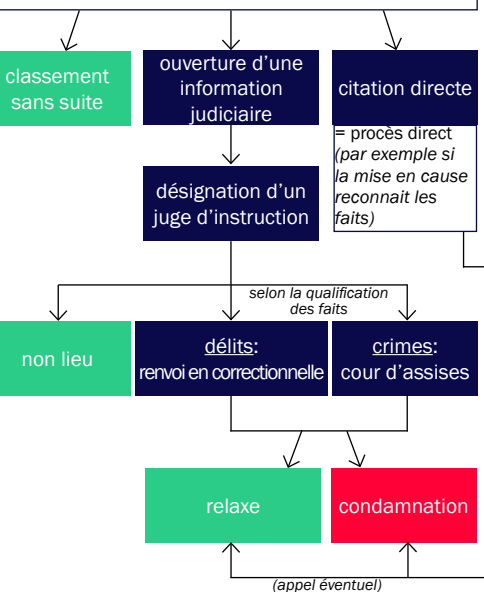 classement
sans suite
ouverture d'une
information
judiciaire
citation directe
= procès direct
(par exemple si
la mise en cause
reconnait les
faits)
désignation d'un
juge d'instruction
selon la qualification
des faits
non lieu
délits:
renvoi en correctionnelle
crimes:
cour d'assises
relaxe
condamnation
(appel éventuel)